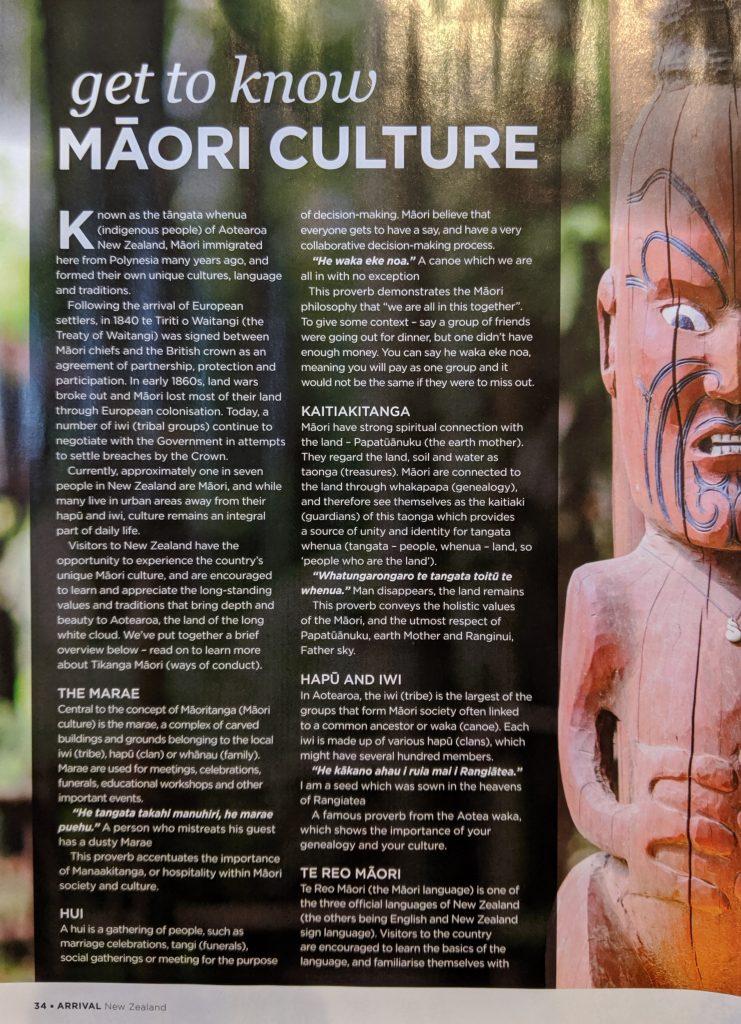 get to know
MĀORI CULTURE
Known as the tāngata whenua
(indigenous people) of Aotearoa
New Zealand, Māori immigrated
here from Polynesia many years ago, and
formed their own unique cultures, language
and traditions.
Following the arrival of European
settlers, in 1840 te Tiriti o Waitangi (the
Treaty of Waitangi) was signed between
Māori chiefs and the British crown as an
agreement of partnership, protection and
participation. In early 1860s, land wars
broke out and Māori lost most of their land
through European colonisation. Today, a
number of iwi (tribal groups) continue to
negotiate with the Government in attempts
to settle breaches by the Crown.
Currently, approximately one in seven
people in New Zealand are Māori, and while
many live in urban areas away from their
hapū and iwi, culture remains an integral
part of daily life.
Visitors to New Zealand have the
opportunity to experience the country's
unique Māori culture, and are encouraged
to learn and appreciate the long-standing
values and traditions that bring depth and
beauty to Aotearoa, the land of the long
white cloud. We've put together a brief
overview below – read on to learn more
about Tikanga Māori (ways of conduct).
THE MARAE
Central to the concept of Māoritanga (Māori
culture) is the marae, a complex of carved
buildings and grounds belonging to the local
iwi (tribe), hapū (clan) or whānau (family).
Marae are used for meetings, celebrations,
funerals, educational workshops and other
important events.
"He tangata takahi manuhiri, he marae
puehu." A person who mistreats his guest
has a dusty Marae
This proverb accentuates the importance
of Manaakitanga, or hospitality within Māori
society and culture.
HUI
A hui is a gathering of people, such as
marriage celebrations, tangi (funerals),
social gatherings or meeting for the purpose
of decision-making. Māori believe that
everyone gets to have a say, and have a very
collaborative decision-making process.
"He waka eke noa." A canoe which we are
all in with no exception
This proverb demonstrates the Māori
philosophy that "we are all in this together".
To give some context – say a group of friends
were going out for dinner, but one didn't have
enough money. You can say he waka eke noa,
meaning you will pay as one group and it
would not be the same if they were to miss out.
KAITIAKITANGA
Māori have strong spiritual connection with
the land – Papatūānuku (the earth mother).
They regard the land, soil and water as
taonga (treasures). Māori are connected to
the land through whakapapa (genealogy),
and therefore see themselves as the kaitiaki
(guardians) of this taonga which provides
a source of unity and identity for tangata
whenua (tangata – people, whenua – land, so
'people who are the land').
"Whatungarongaro te tangata toitū te
whenua." Man disappears, the land remains
This proverb conveys the holistic values
of the Māori, and the utmost respect of
Papatūānuku, earth Mother and Ranginui,
Father sky.
HAPŪ AND IWI
In Aotearoa, the iwi (tribe) is the largest of the
groups that form Māori society often linked
to a common ancestor or waka (canoe). Each
iwi is made up of various hapū (clans), which
might have several hundred members.
"He kākano ahau i ruia mai i Rangiātea."
I am a seed which was sown in the heavens
of Rangiatea
A famous proverb from the Aotea waka,
which shows the importance of your
genealogy and your culture.
TE REO MĀORI
Te Reo Māori (the Māori language) is one of
the three official languages of New Zealand
(the others being English and New Zealand
sign language). Visitors to the country
are encouraged to learn the basics of the
language, and familiarise themselves with
34 • ARRIVAL New Zealand